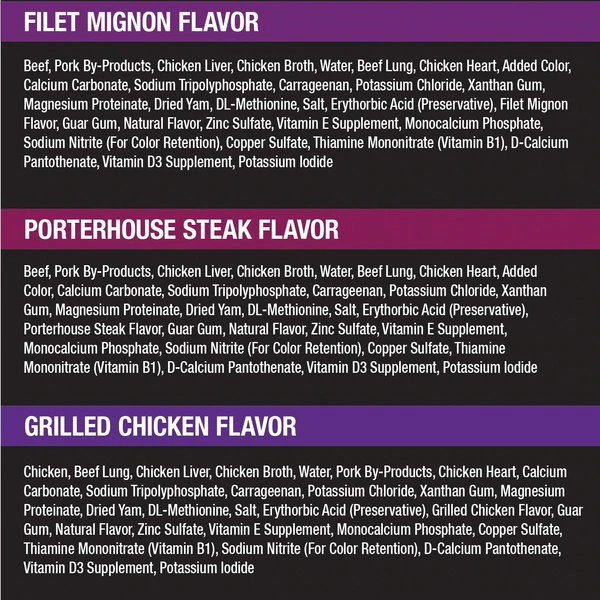 FILET MIGNON FLAVOR
Beef, Pork By-Products, Chicken Liver, Chicken Broth, Water, Beef Lung, Chicken Heart, Added Color,
Calcium Carbonate, Sodium Tripolyphosphate, Carrageenan, Potassium Chloride, Xanthan Gum,
Magnesium Proteinate, Dried Yam, DL-Methionine, Salt, Erythorbic Acid (Preservative), Filet Mignon
Flavor, Guar Gum, Natural Flavor, Zinc Sulfate, Vitamin E Supplement, Monocalcium Phosphate,
Sodium Nitrite (For Color Retention), Copper Sulfate, Thiamine Mononitrate (Vitamin B1), D-Calcium
Pantothenate, Vitamin D3 Supplement, Potassium Iodide
PORTERHOUSE STEAK FLAVOR
Beef, Pork By-Products, Chicken Liver, Chicken Broth, Water, Beef Lung, Chicken Heart, Added
Color, Calcium Carbonate, Sodium Tripolyphosphate, Carrageenan, Potassium Chloride, Xanthan
Gum, Magnesium Proteinate, Dried Yam, DL-Methionine, Salt, Erythorbic Acid (Preservative),
Porterhouse Steak Flavor, Guar Gum, Natural Flavor, Zinc Sulfate, Vitamin E Supplement,
Monocalcium Phosphate, Sodium Nitrite (For Color Retention), Copper Sulfate, Thiamine
Mononitrate (Vitamin B1), D-Calcium Pantothenate, Vitamin D3 Supplement, Potassium Iodide
GRILLED CHICKEN FLAVOR
Chicken, Beef Lung, Chicken Liver, Chicken Broth, Water, Pork By-Products, Chicken Heart, Calcium
Carbonate, Sodium Tripolyphosphate, Carrageenan, Potassium Chloride, Xanthan Gum, Magnesium
Proteinate, Dried Yam, DL-Methionine, Salt, Erythorbic Acid (Preservative), Grilled Chicken Flavor, Guar
Gum, Natural Flavor, Zinc Sulfate, Vitamin E Supplement, Monocalcium Phosphate, Copper Sulfate,
Thiamine Mononitrate (Vitamin B1), Sodium Nitrite (For Color Retention), D-Calcium Pantothenate,
Vitamin D3 Supplement, Potassium Iodide